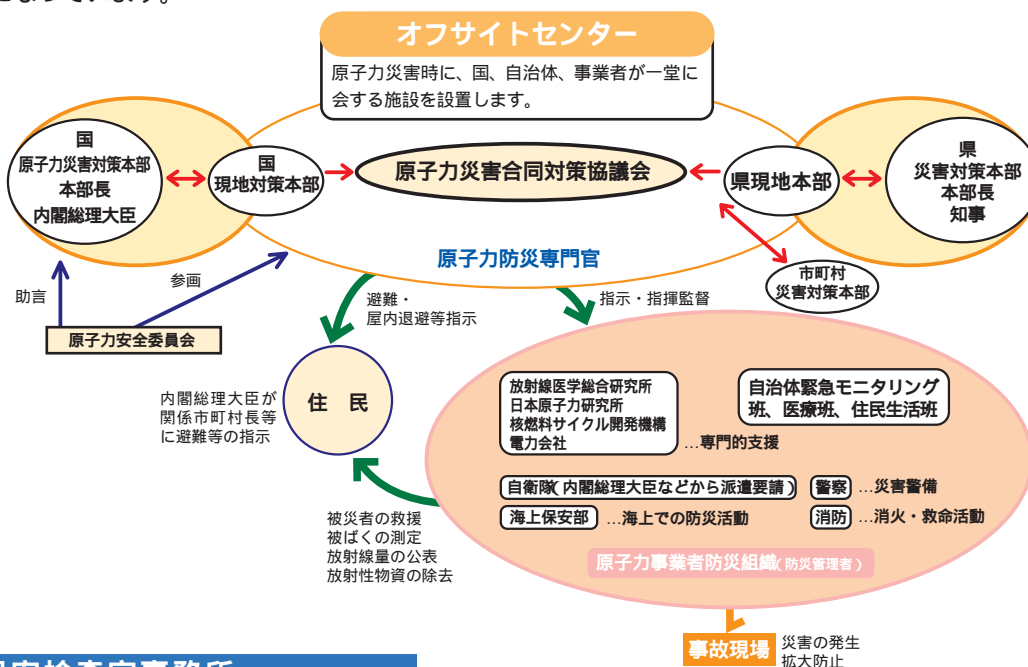 になっています。
オフサイトセンター
原子力災害時に、国、自治体、事業者が一堂に
会する施設を設置します。
国
原子力災害対策本部
本部長
内閣総理大臣
国
現地対策本部
原子力災害合同対策協議会
県現地本部
県
災害対策本部
本部長
知事
原子力防災専門官
市町村
災害対策本部
助言
参画
原子力安全委員会
避難・
屋内退避等指示
指示・指揮監督
住　民
内閣総理大臣が
関係市町村長等
に避難等の指示
放射線医学総合研究所
日本原子力研究所
核燃料サイクル開発機構
電力会社
…専門的支援
自治体緊急モニタリング
班、医療班、住民生活班
自衛隊(内閣総理大臣などから派遣要請)
警察 …災害警備
海上保安部 …海上での防災活動
消防 …消火・救命活動
被災者の救援
被ばくの測定
放射線量の公表
放射性物資の除去
原子力事業者防災組織(防災管理者)
事故現場
災害の発生
拡大防止